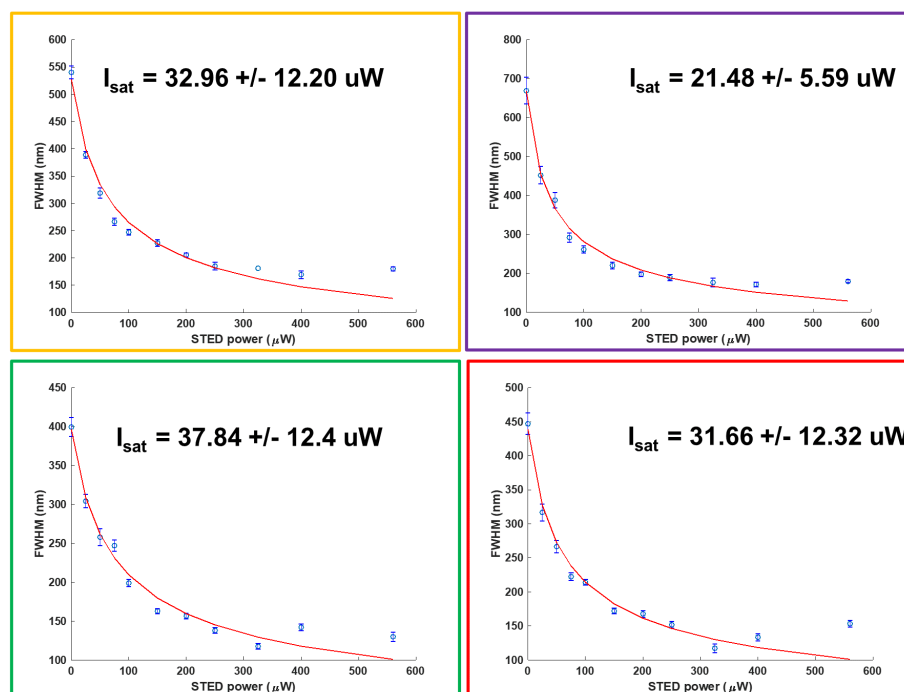 I_sat = 32.96 +/- 12.20 uW
600
550
500
450
400
350
300
250
200
150
100
FWHM (nm)
0 100 200 300 400 500 600
STED power (μW)
I_sat = 21.48 +/- 5.59 uW
800
700
600
500
400
300
200
100
FWHM (nm)
0 100 200 300 400 500 600
STED power (μW)
I_sat = 37.84 +/- 12.4 uW
450
400
350
300
250
200
150
100
FWHM (nm)
0 100 200 300 400 500 600
STED power (μW)
I_sat = 31.66 +/- 12.32 uW
500
450
400
350
300
250
200
150
100
FWHM (nm)
0 100 200 300 400 500 600
STED power (μW)